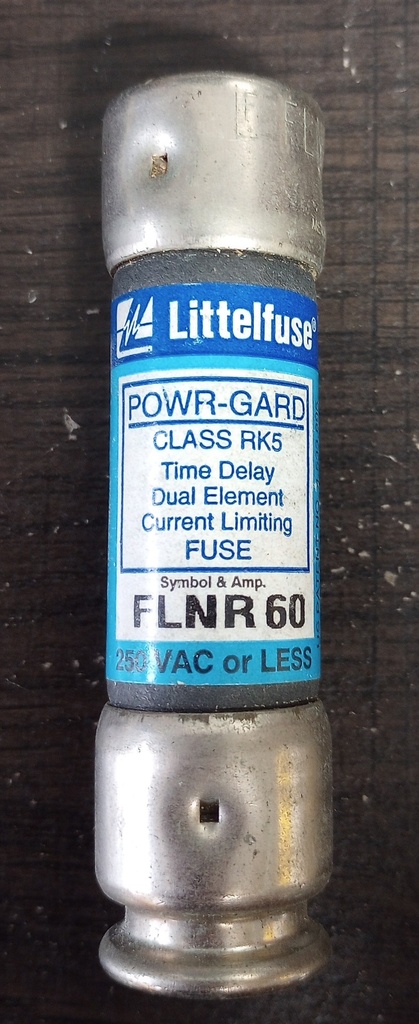 Littelfuse®
POWR-GARD
CLASS RK5
Time Delay
Dual Element
Current Limiting
FUSE
Symbol & Amp.
FLNR 60
250 VAC or LESS